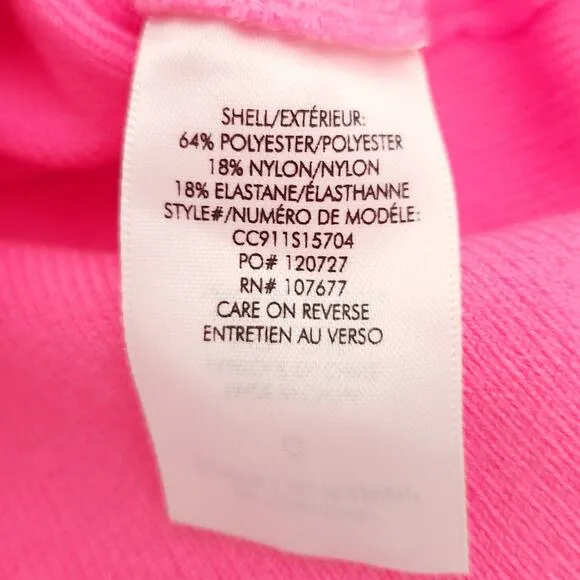 SHELL/EXTÉRIEUR:
64% POLYESTER/POLYESTER
18% NYLON/NYLON
18% ELASTANE/ÉLASTHANNE
STYLE#/NUMÉRO DE MODÉLE:
CC911S15704
PO# 120727
RN# 107677
CARE ON REVERSE
ENTRETIEN AU VERSO